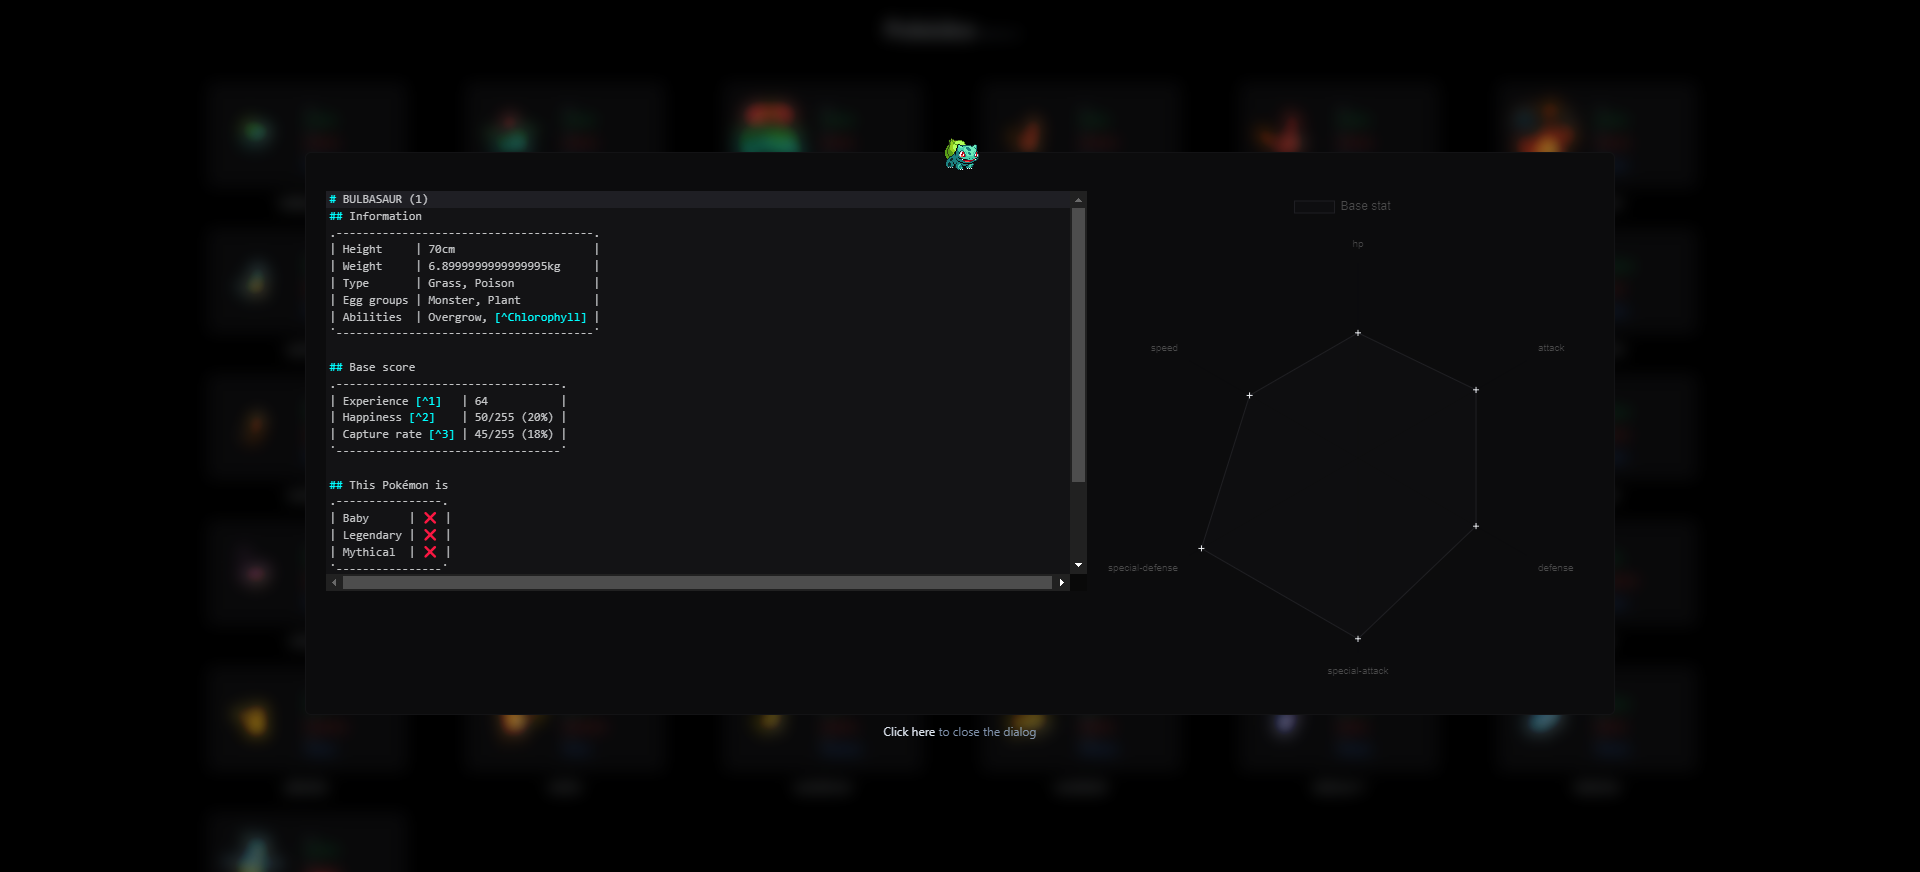 # BULBASAUR (1)
## Information
.---------------------------------------.
| Height     | 70cm                     |
| Weight     | 6.8999999999999995kg     |
| Type       | Grass, Poison            |
| Egg groups | Monster, Plant           |
| Abilities  | Overgrow, [^Chlorophyll] |
'---------------------------------------'
## Base score
.----------------------------------.
| Experience [^1]   | 64           |
| Happiness [^2]    | 50/255 (20%) |
| Capture rate [^3] | 45/255 (18%) |
'----------------------------------'
## This Pokémon is
.----------------.
| Baby      | ❌ |
| Legendary | ❌ |
| Mythical  | ❌ |
'----------------'
Base stat
hp
attack
defense
special-attack
special-defense
speed
Click here to close the dialog